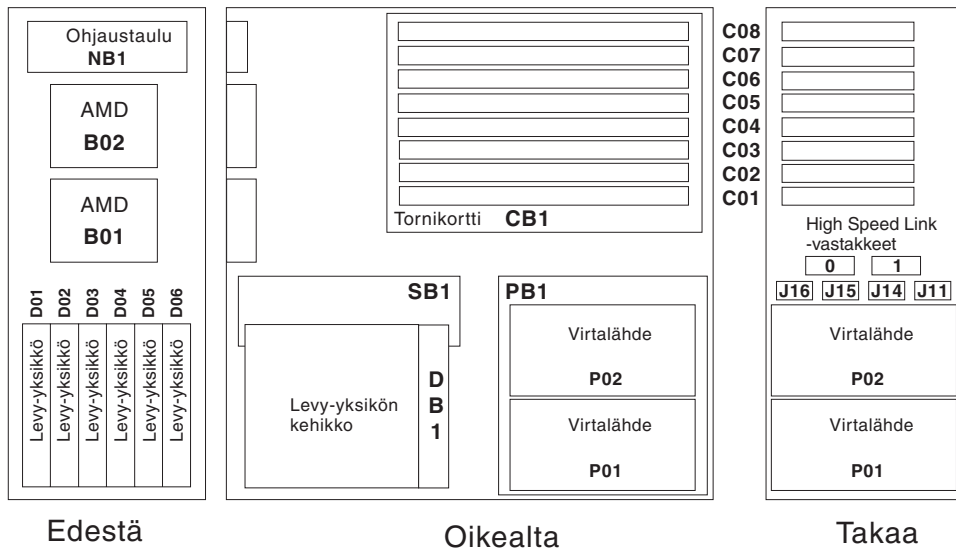 Ohjaustaulu
NB1
AMD
B02
AMD
B01
D01
D02
D03
D04
D05
D06
Levy-yksikkö
Levy-yksikkö
Levy-yksikkö
Levy-yksikkö
Levy-yksikkö
Levy-yksikkö
Edestä
Tornikortti CB1
SB1
Levy-yksikön
kehikko
DB1
PB1
Virtalähde
P02
Virtalähde
P01
Oikealta
C08
C07
C06
C05
C04
C03
C02
C01
High Speed Link
-vastakkeet
0 1
J16 J15 J14 J11
Virtalähde
P02
Virtalähde
P01
Takaa